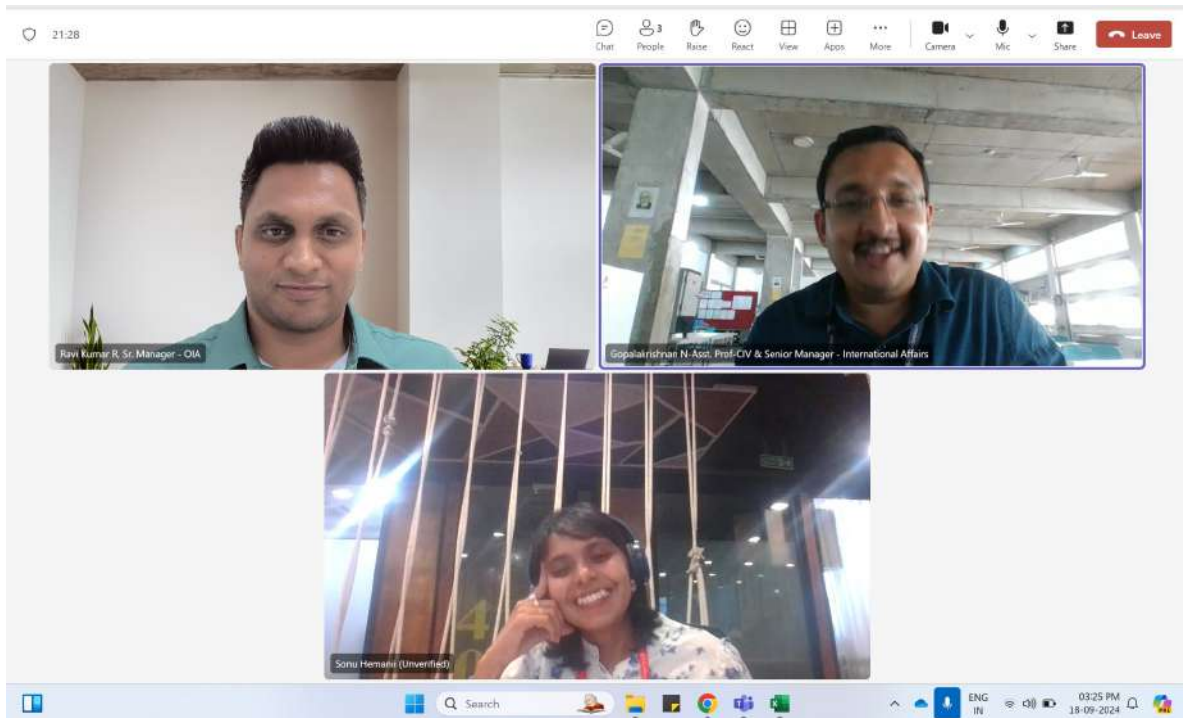 21:28
3
Chat People Raise React View Apps More Camera Mic Share Leave
Ravi Kumar R, Sr. Manager - OIA
Gopalakrishnan N-Asst. Prof-CIV & Senior Manager - International Affairs
4
Sonu Hemani (Unverified)
Search
ENG
IN
03:25 PM
18-09-2024